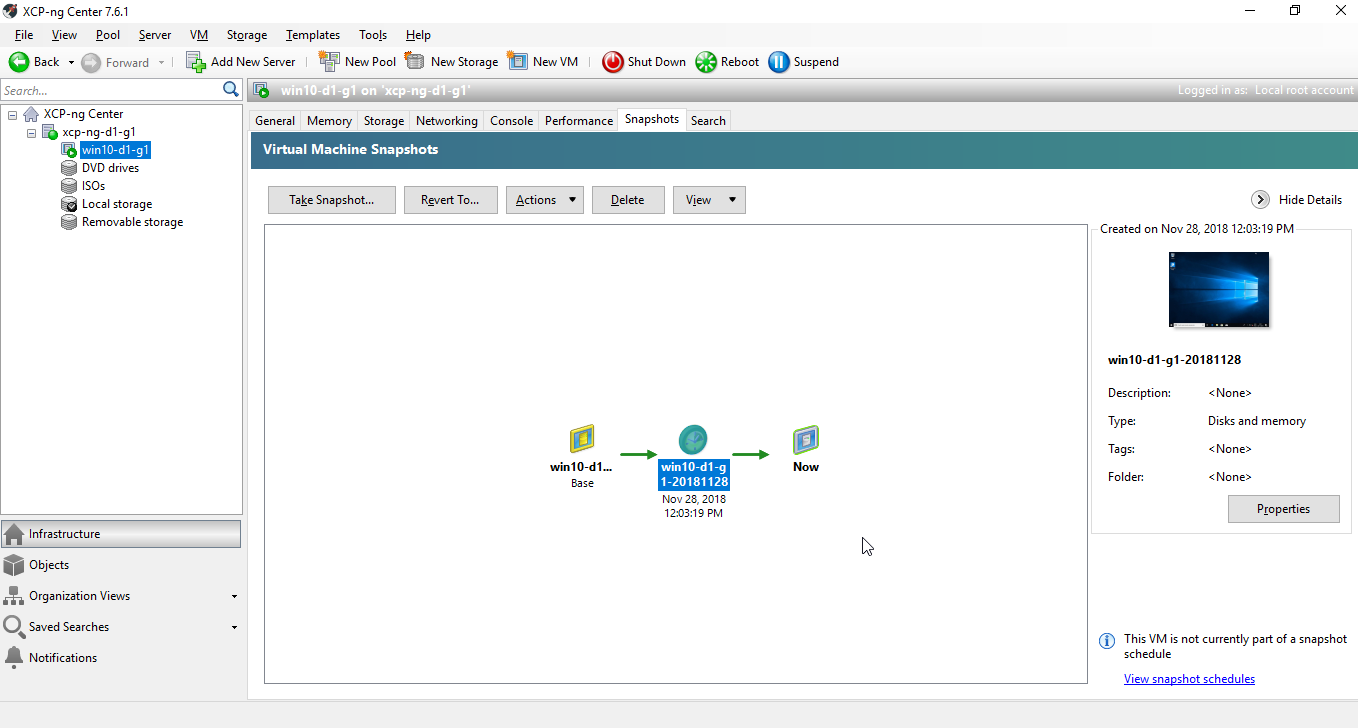 XCP-ng Center 7.6.1
File View Pool Server VM Storage Templates Tools Help
Back Forward Add New Server New Pool New Storage New VM Shut Down Reboot Suspend
Search...
win10-d1-g1 on 'xcp-ng-d1-g1'
Logged in as: Local root account
XCP-ng Center
xcp-ng-d1-g1
win10-d1-g1
DVD drives
ISOs
Local storage
Removable storage
General Memory Storage Networking Console Performance Snapshots Search
Virtual Machine Snapshots
Take Snapshot... Revert To... Actions Delete View
Hide Details
win10-d1...
Base
win10-d1-g
1-20181128
Nov 28, 2018
12:03:19 PM
Now
Created on Nov 28, 2018 12:03:19 PM
win10-d1-g1-20181128
Description: <None>
Type: Disks and memory
Tags: <None>
Folder: <None>
Properties
This VM is not currently part of a snapshot
schedule
View snapshot schedules
Infrastructure
Objects
Organization Views
Saved Searches
Notifications